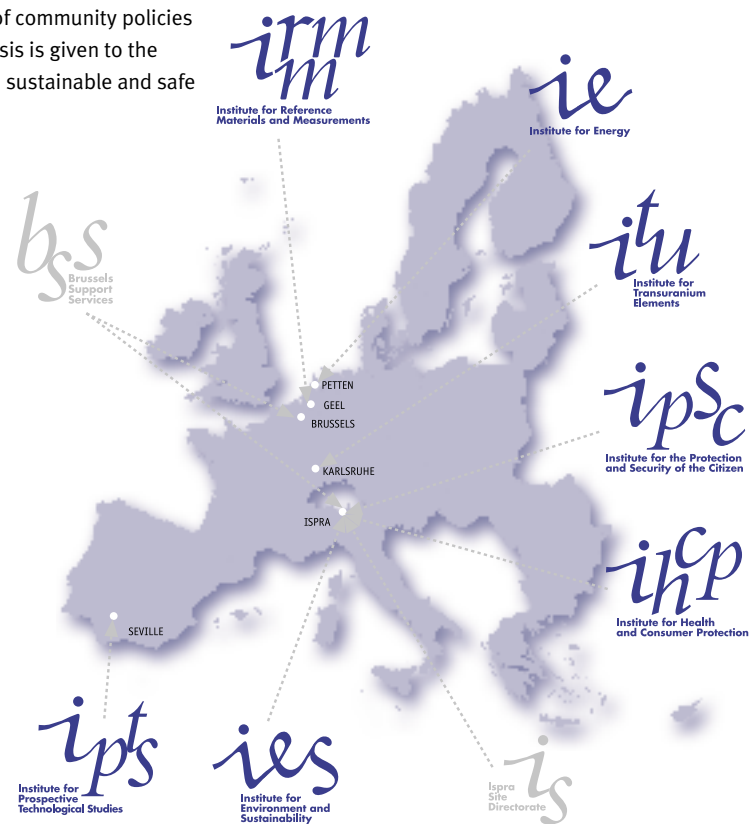 of community policies
sis is given to the
sustainable and safe
irmm
Institute for Reference
Materials and Measurements
ie
Institute for Energy
bss
Brussels
Support
Services
itu
Institute for
Transuranium
Elements
PETTEN
GEEL
BRUSSELS
ipsc
Institute for the Protection
and Security of the Citizen
KARLSRUHE
ISPRA
ihcp
Institute for Health
and Consumer Protection
SEVILLE
ipts
Institute for
Prospective
Technological Studies
ies
Institute for
Environment and
Sustainability
is
Ispra
Site
Directorate